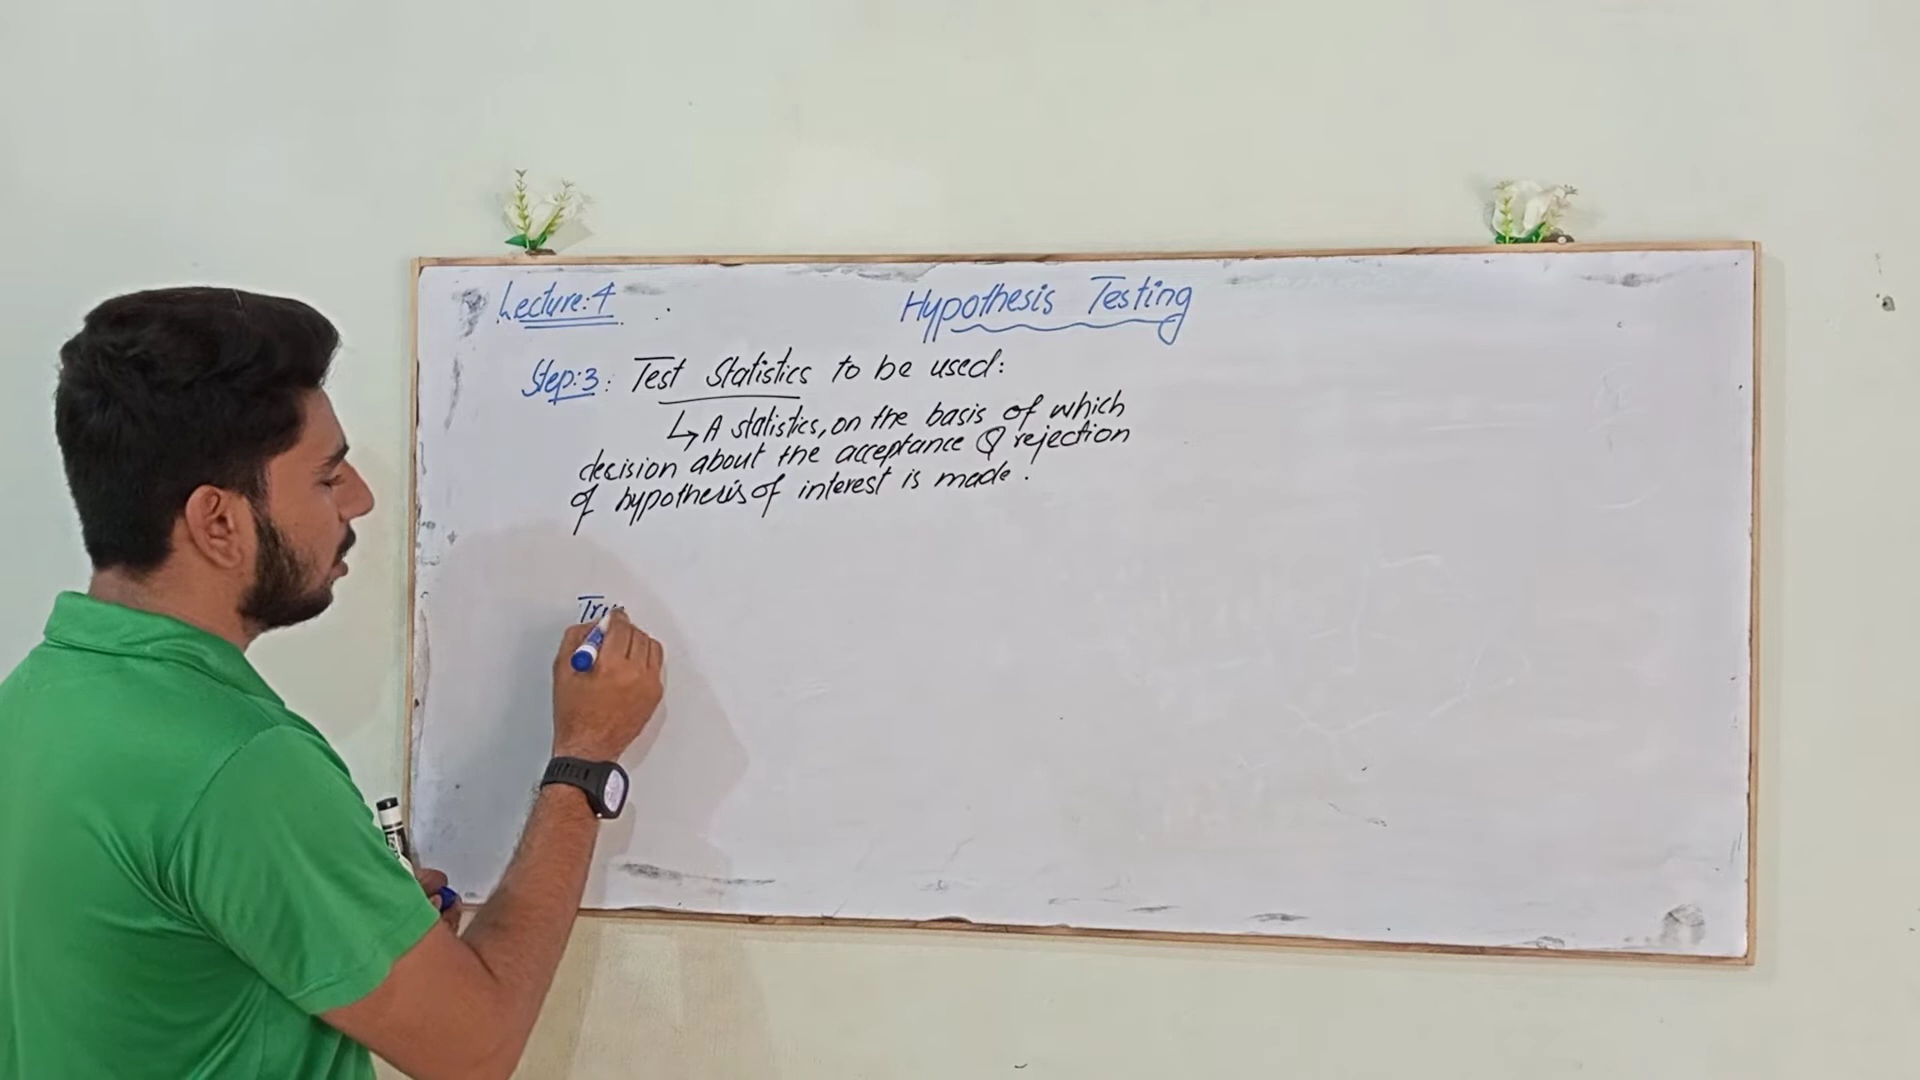 Lecture:4
Hypothesis Testing
Step:3: Test Statistics to be used:
↳ A statistics, on the basis of which
decision about the acceptance & rejection
of hypothesis of interest is made.